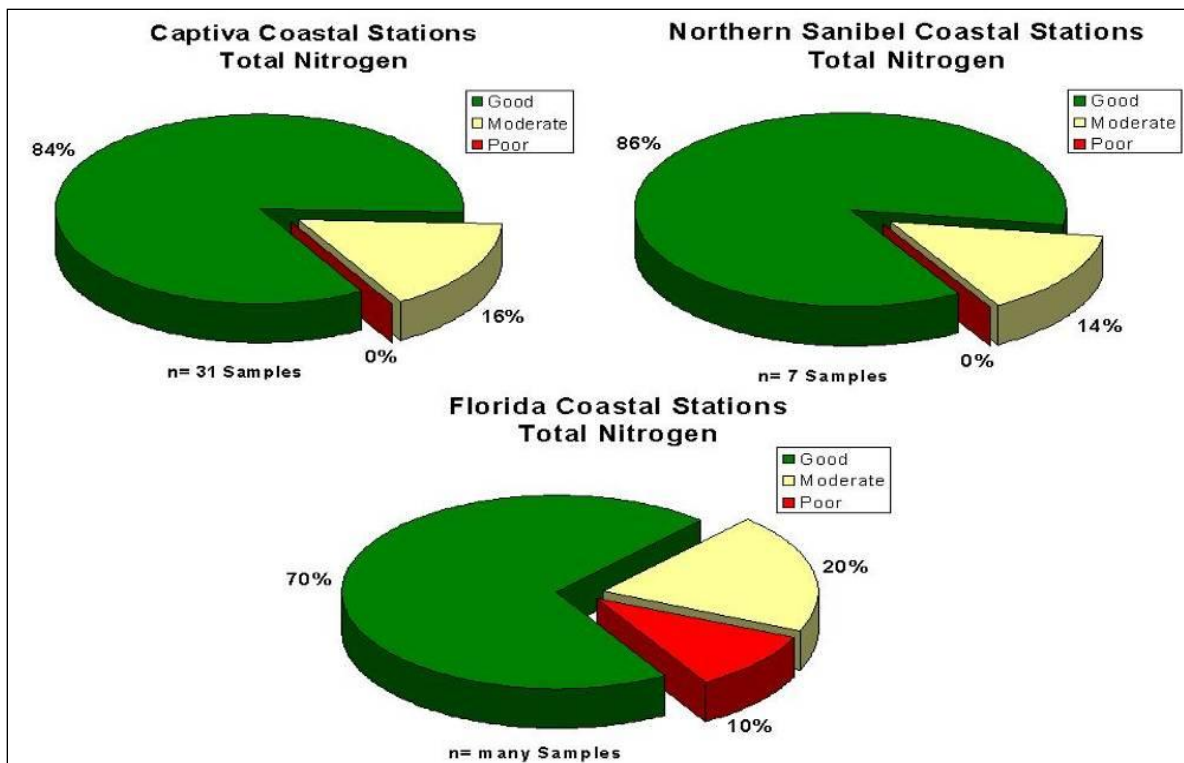 Captiva Coastal Stations
Total Nitrogen
Good
Moderate
Poor
84%
16%
0%
n= 31 Samples
Northern Sanibel Coastal Stations
Total Nitrogen
Good
Moderate
Poor
86%
14%
0%
n= 7 Samples
Florida Coastal Stations
Total Nitrogen
Good
Moderate
Poor
70%
20%
10%
n= many Samples